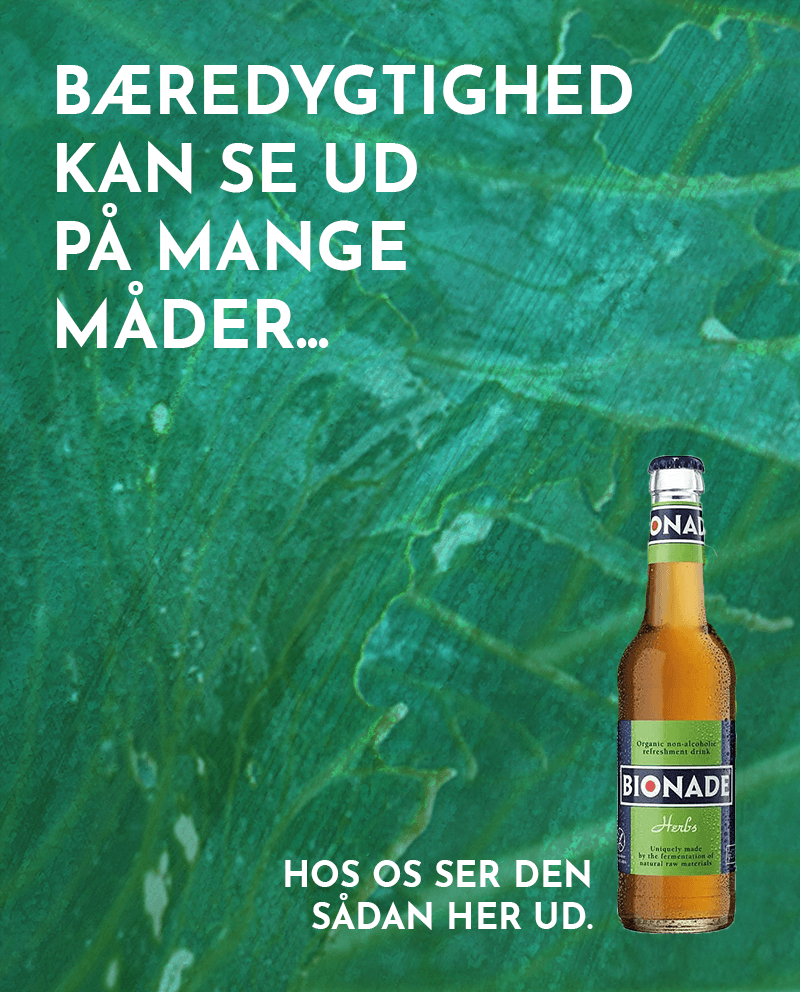 BÆREDYGTIGHED
KAN SE UD
PÅ MANGE
MÅDER...
ONAD
Organic non-alcoholic
refreshment drink
BIONADE
Herbs
Uniquely made
by the fermentation of
natural raw materials
HOS OS SER DEN
SÅDAN HER UD.